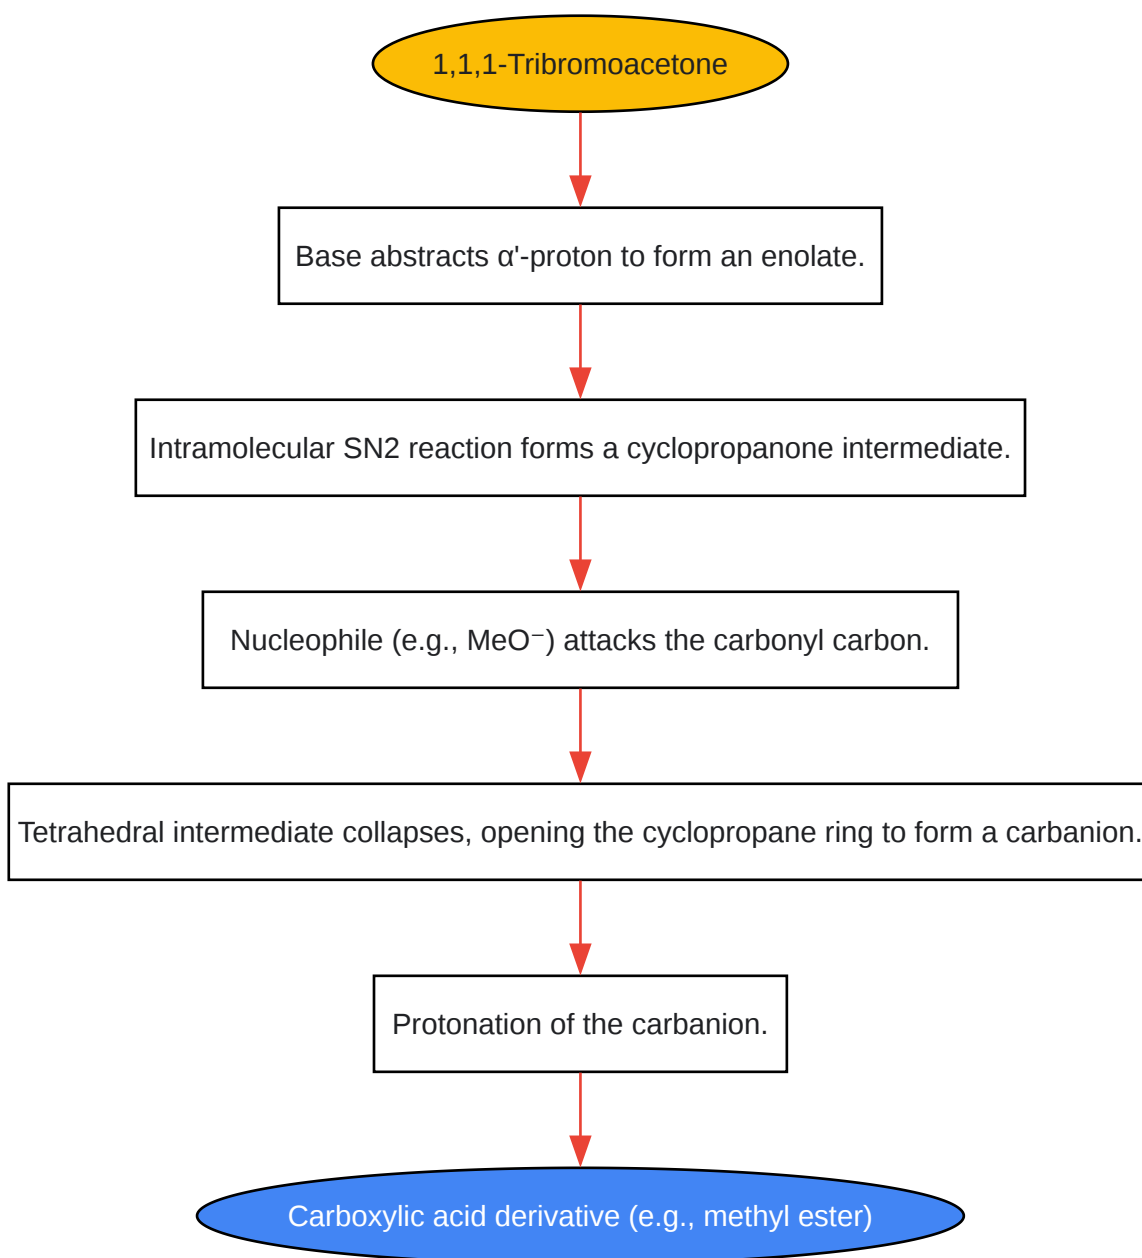 1,1,1-Tribromoacetone
Base abstracts α'-proton to form an enolate.
Intramolecular SN2 reaction forms a cyclopropanone intermediate.
Nucleophile (e.g., MeO⁻) attacks the carbonyl carbon.
Tetrahedral intermediate collapses, opening the cyclopropane ring to form a carbanion.
Protonation of the carbanion.
Carboxylic acid derivative (e.g., methyl ester)